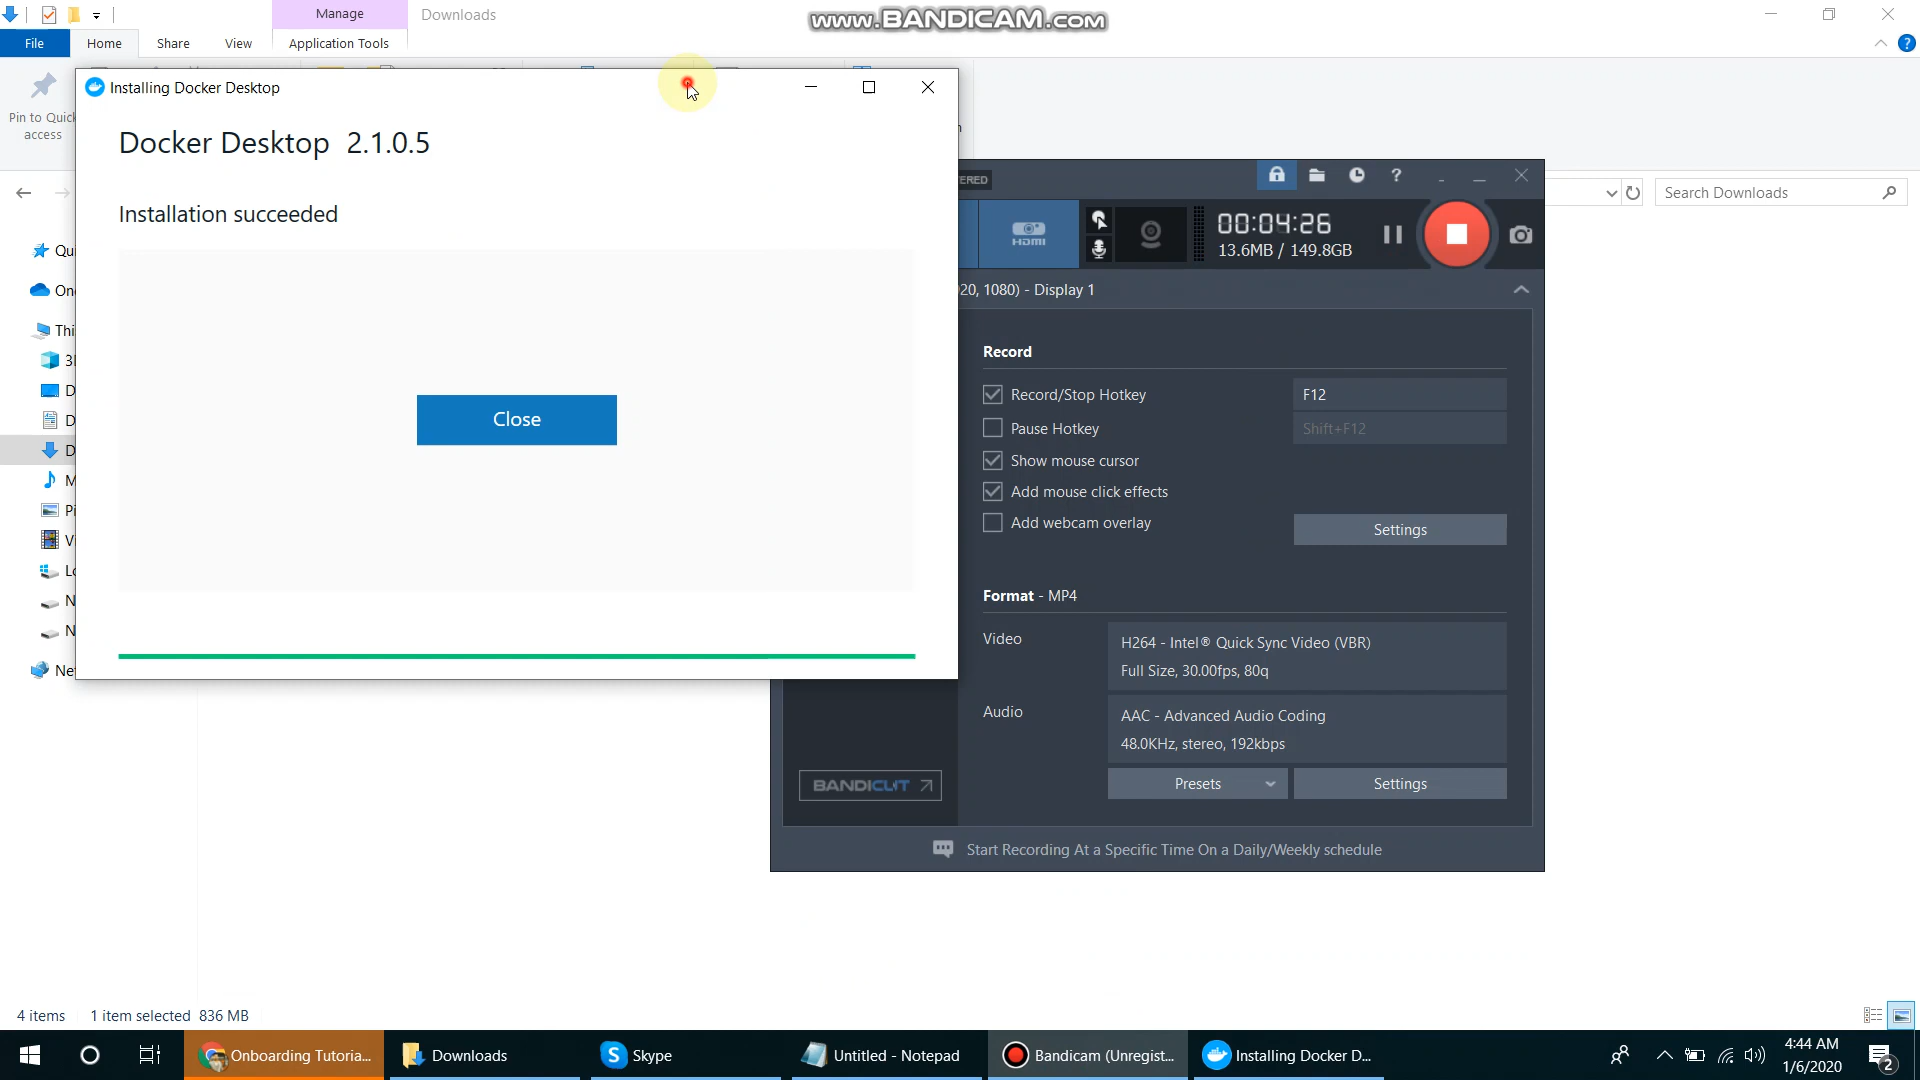 Manage
Downloads
www.BANDICAM.com
File
Home
Share
View
Application Tools
Pin to Quick
access
Installing Docker Desktop
Docker Desktop 2.1.0.5
Installation succeeded
Close
Search Downloads
HDMI
00:04:26
13.6MB / 149.8GB
20, 1080) - Display 1
Record
Record/Stop Hotkey
F12
Pause Hotkey
Shift+F12
Show mouse cursor
Add mouse click effects
Add webcam overlay
Settings
Format - MP4
Video
H264 - Intel® Quick Sync Video (VBR)
Full Size, 30.00fps, 80q
Audio
AAC - Advanced Audio Coding
48.0KHz, stereo, 192kbps
BANDICUT
Presets
Settings
Start Recording At a Specific Time On a Daily/Weekly schedule
4 items
1 item selected 836 MB
Onboarding Tutoria...
Downloads
Skype
Untitled - Notepad
Bandicam (Unregist...
Installing Docker D...
4:44 AM
1/6/2020
2